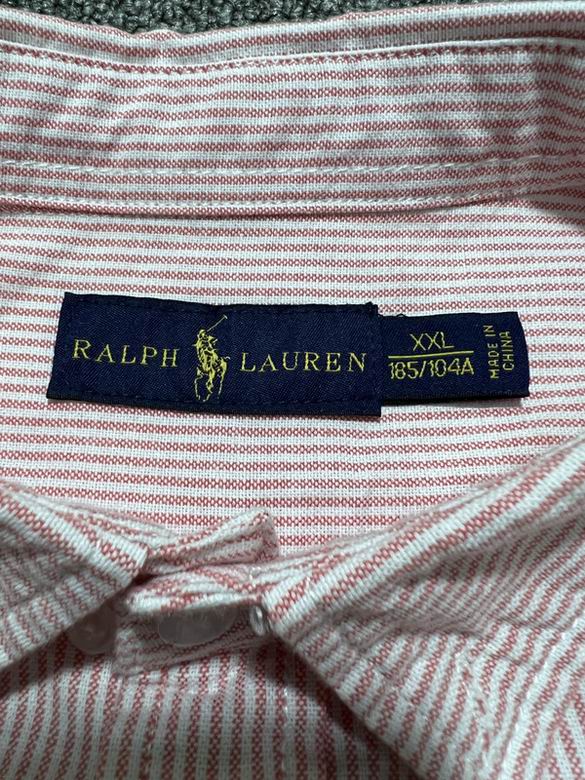 RALPH LAUREN
XXL
185/104A
MADE IN
CHINA